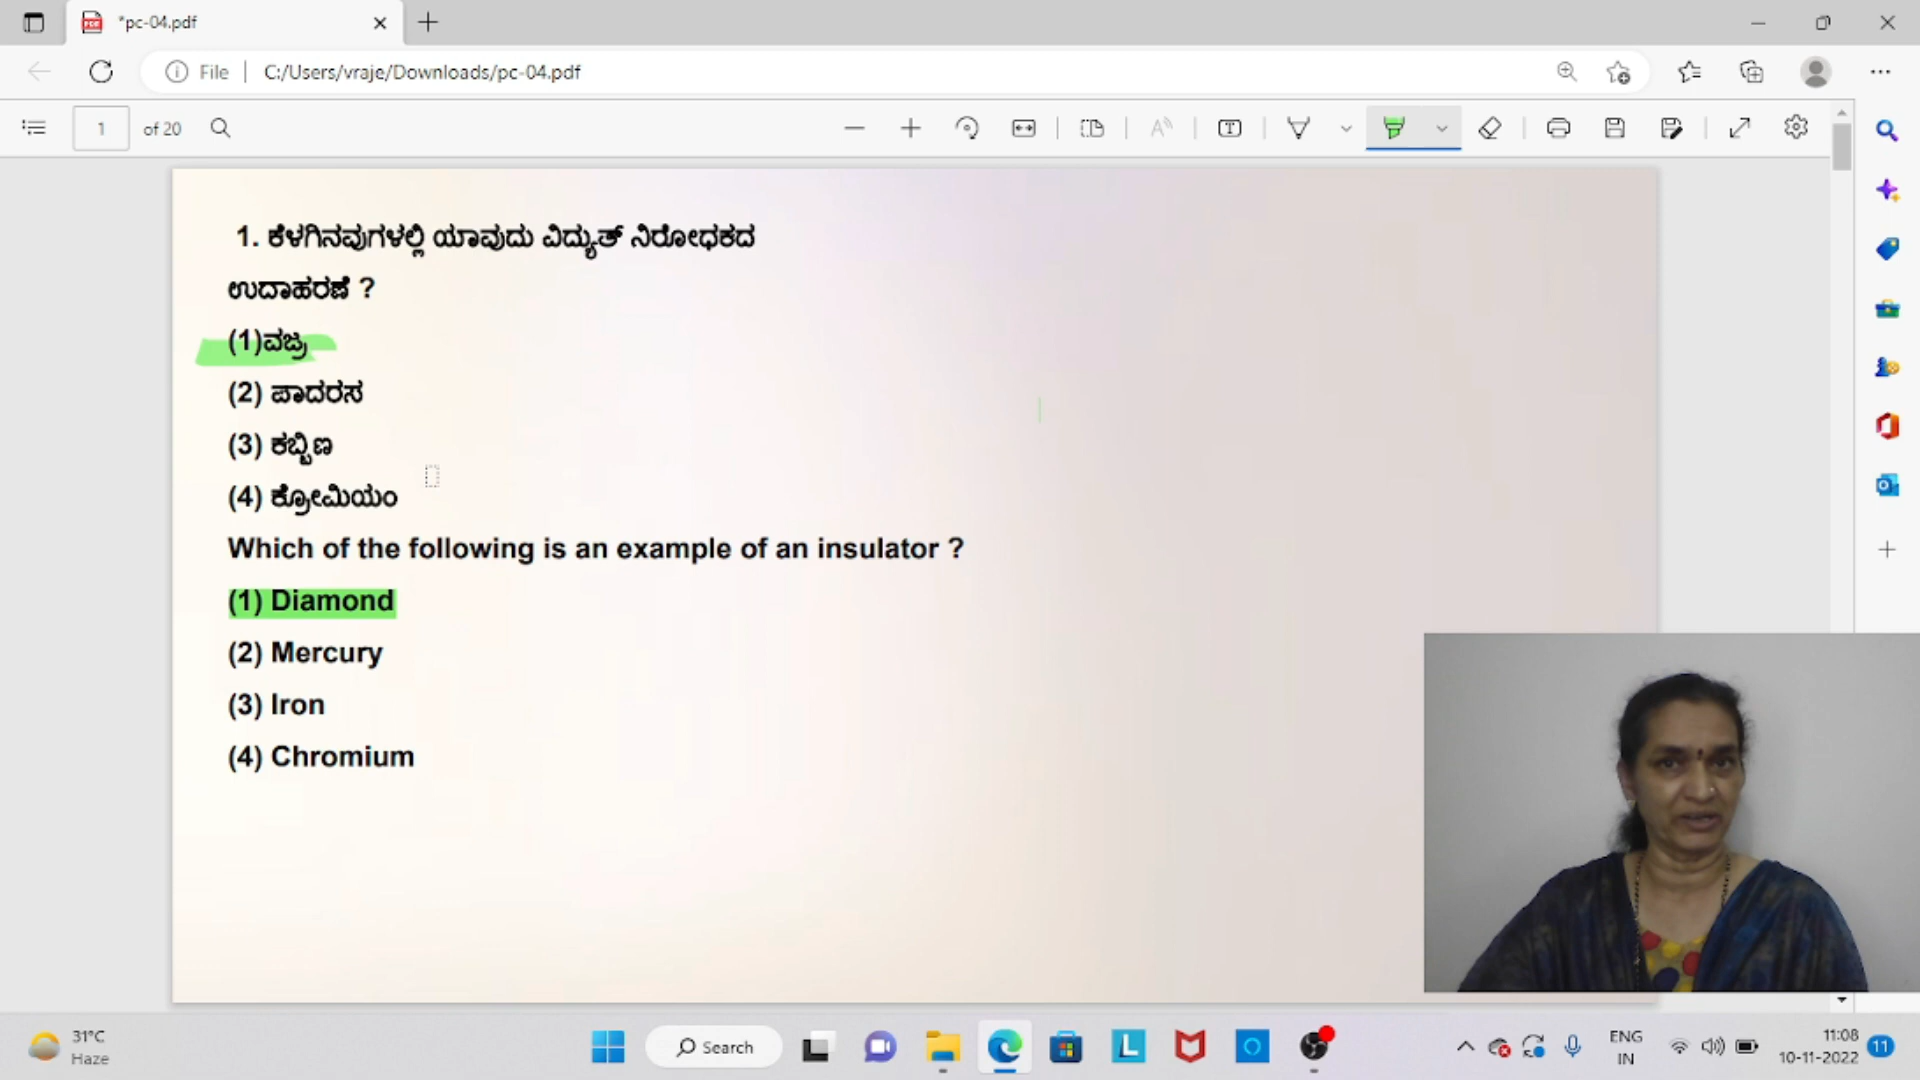 *pc-04.pdf
File C:/Users/vraje/Downloads/pc-04.pdf
1 of 20
1. ಕೆಳಗಿನವುಗಳಲ್ಲಿ ಯಾವುದು ವಿದ್ಯುತ್ ನಿರೋಧಕದ
ಉದಾಹರಣೆ ?
(1)ವಜ್ರ
(2) ಪಾದರಸ
(3) ಕಬ್ಬಿಣ
(4) ಕ್ರೋಮಿಯಂ
Which of the following is an example of an insulator ?
(1) Diamond
(2) Mercury
(3) Iron
(4) Chromium
31°C
Haze
Search
ENG
IN
11:08
10-11-2022
11